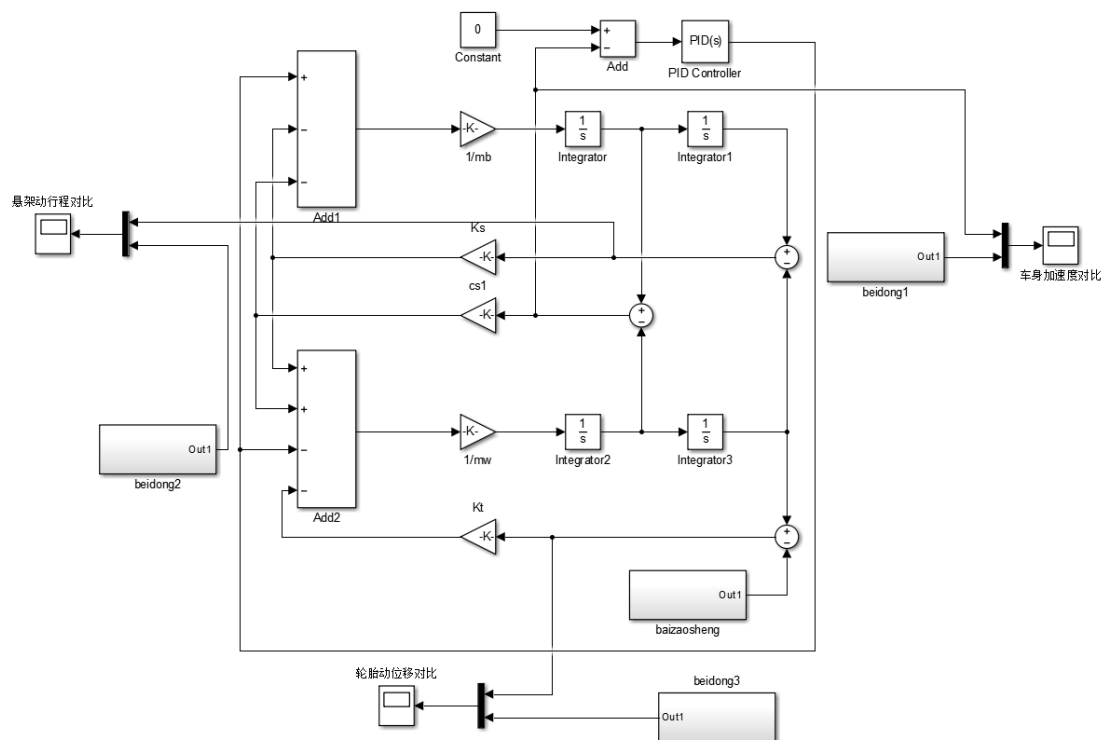 0
Constant
+
−
Add
PID(s)
PID Controller
+
−
−
Add1
-K-
1/mb
1
s
Integrator
1
s
Integrator1
悬架动行程对比
Ks
-K-
+
−
Out1
beidong1
车身加速度对比
cs1
-K-
+
−
+
+
−
−
Add2
Out1
beidong2
-K-
1/mw
1
s
Integrator2
1
s
Integrator3
Kt
-K-
+
−
Out1
baizaosheng
轮胎动位移对比
beidong3
Out1